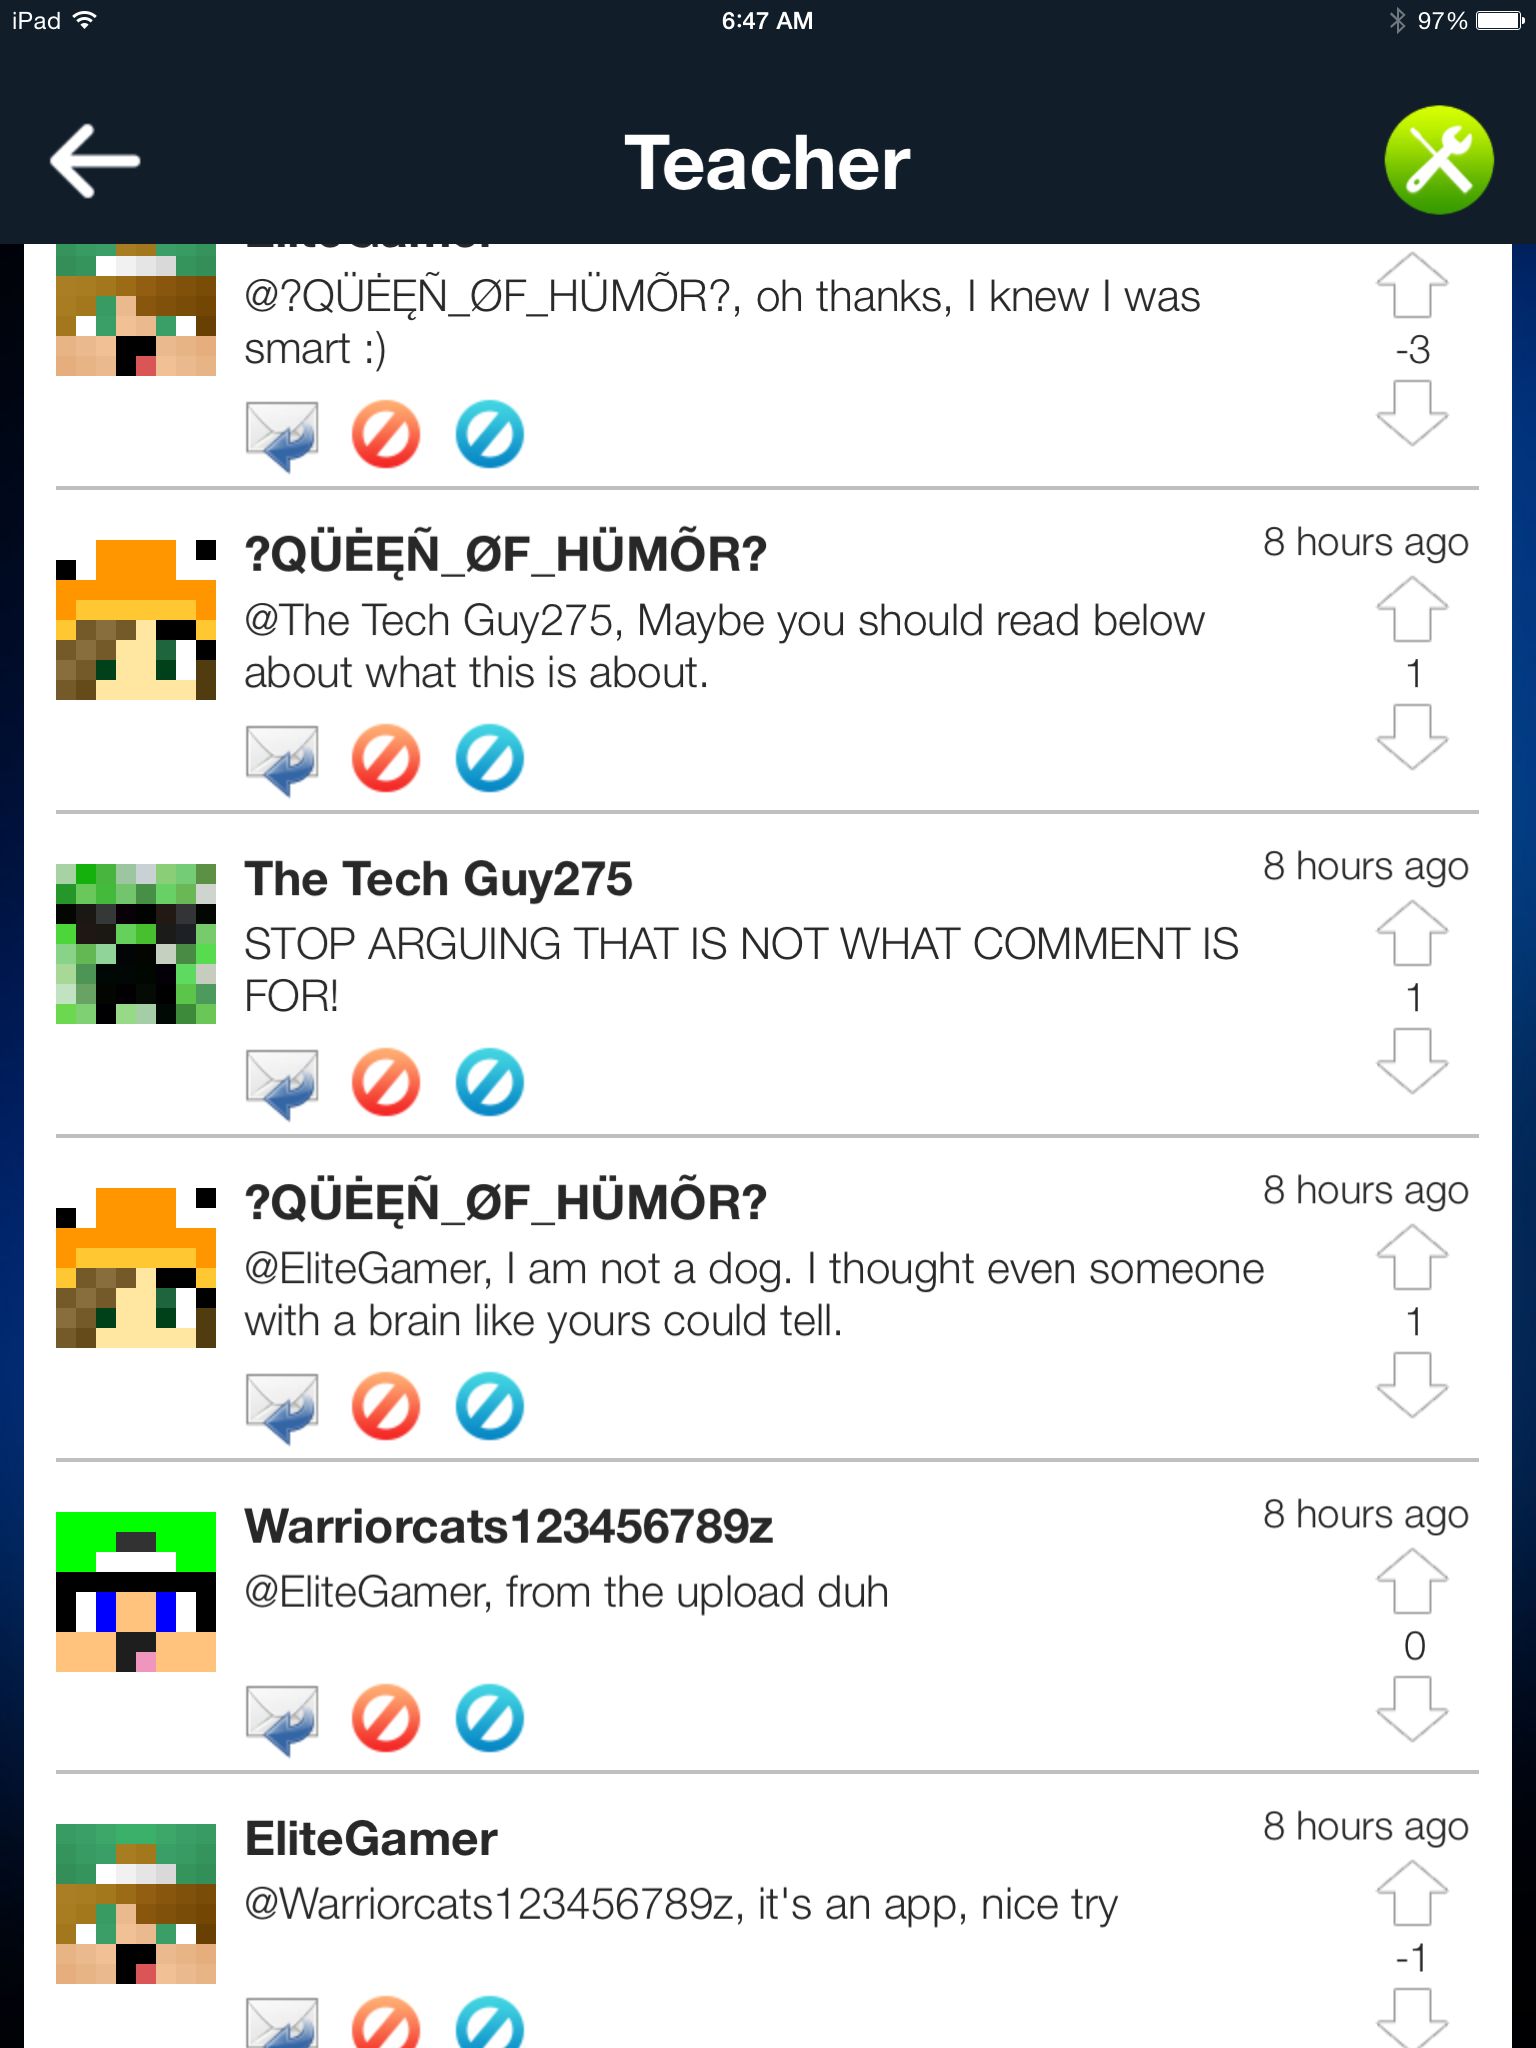 iPad 6:47 AM 97%
Teacher
EliteGamer
@?QÜĖĘÑ_ØF_HÜMÕR?, oh thanks, I knew I was
smart :)
-3
?QÜĖĘÑ_ØF_HÜMÕR?
8 hours ago
@The Tech Guy275, Maybe you should read below
about what this is about.
1
The Tech Guy275
8 hours ago
STOP ARGUING THAT IS NOT WHAT COMMENT IS
FOR!
1
?QÜĖĘÑ_ØF_HÜMÕR?
8 hours ago
@EliteGamer, I am not a dog. I thought even someone
with a brain like yours could tell.
1
Warriorcats123456789z
8 hours ago
@EliteGamer, from the upload duh
0
EliteGamer
8 hours ago
@Warriorcats123456789z, it's an app, nice try
-1